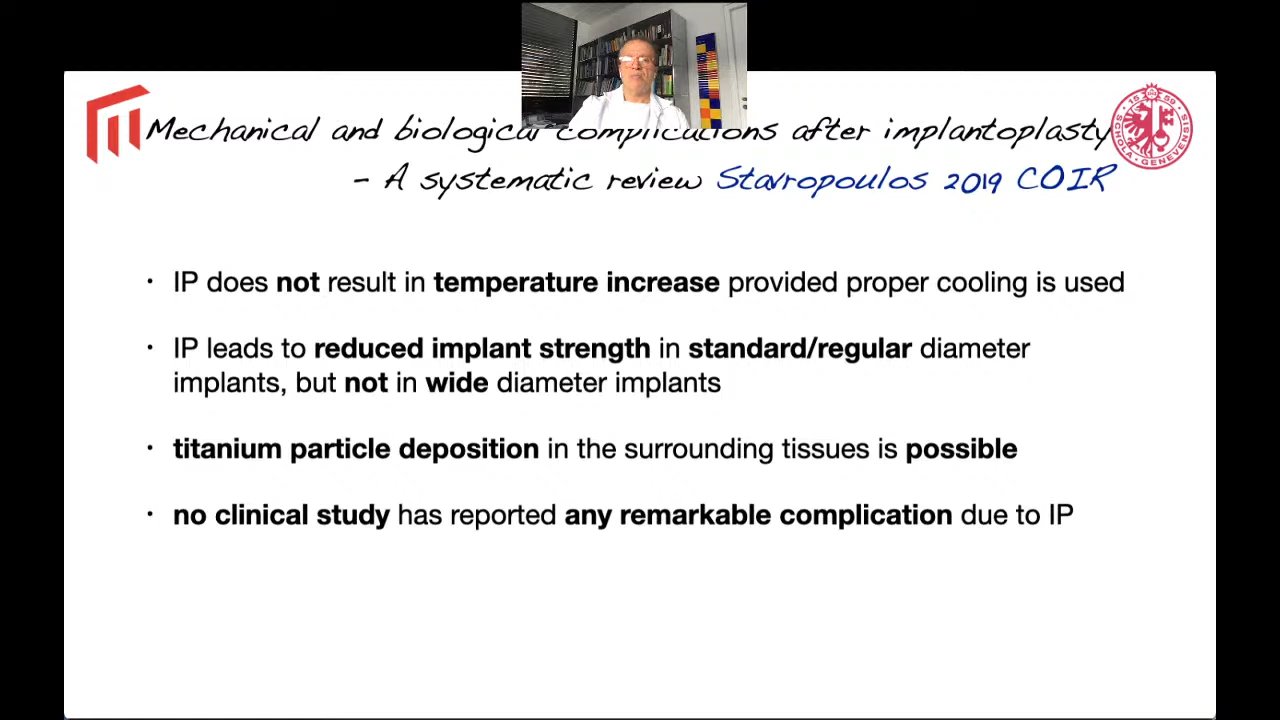 Mechanical and biological complications after implantoplasty
– A systematic review Stavropoulos 2019 COIR
SCHOLA GENEVENSIS
1559
· IP does not result in temperature increase provided proper cooling is used
· IP leads to reduced implant strength in standard/regular diameter
implants, but not in wide diameter implants
· titanium particle deposition in the surrounding tissues is possible
· no clinical study has reported any remarkable complication due to IP